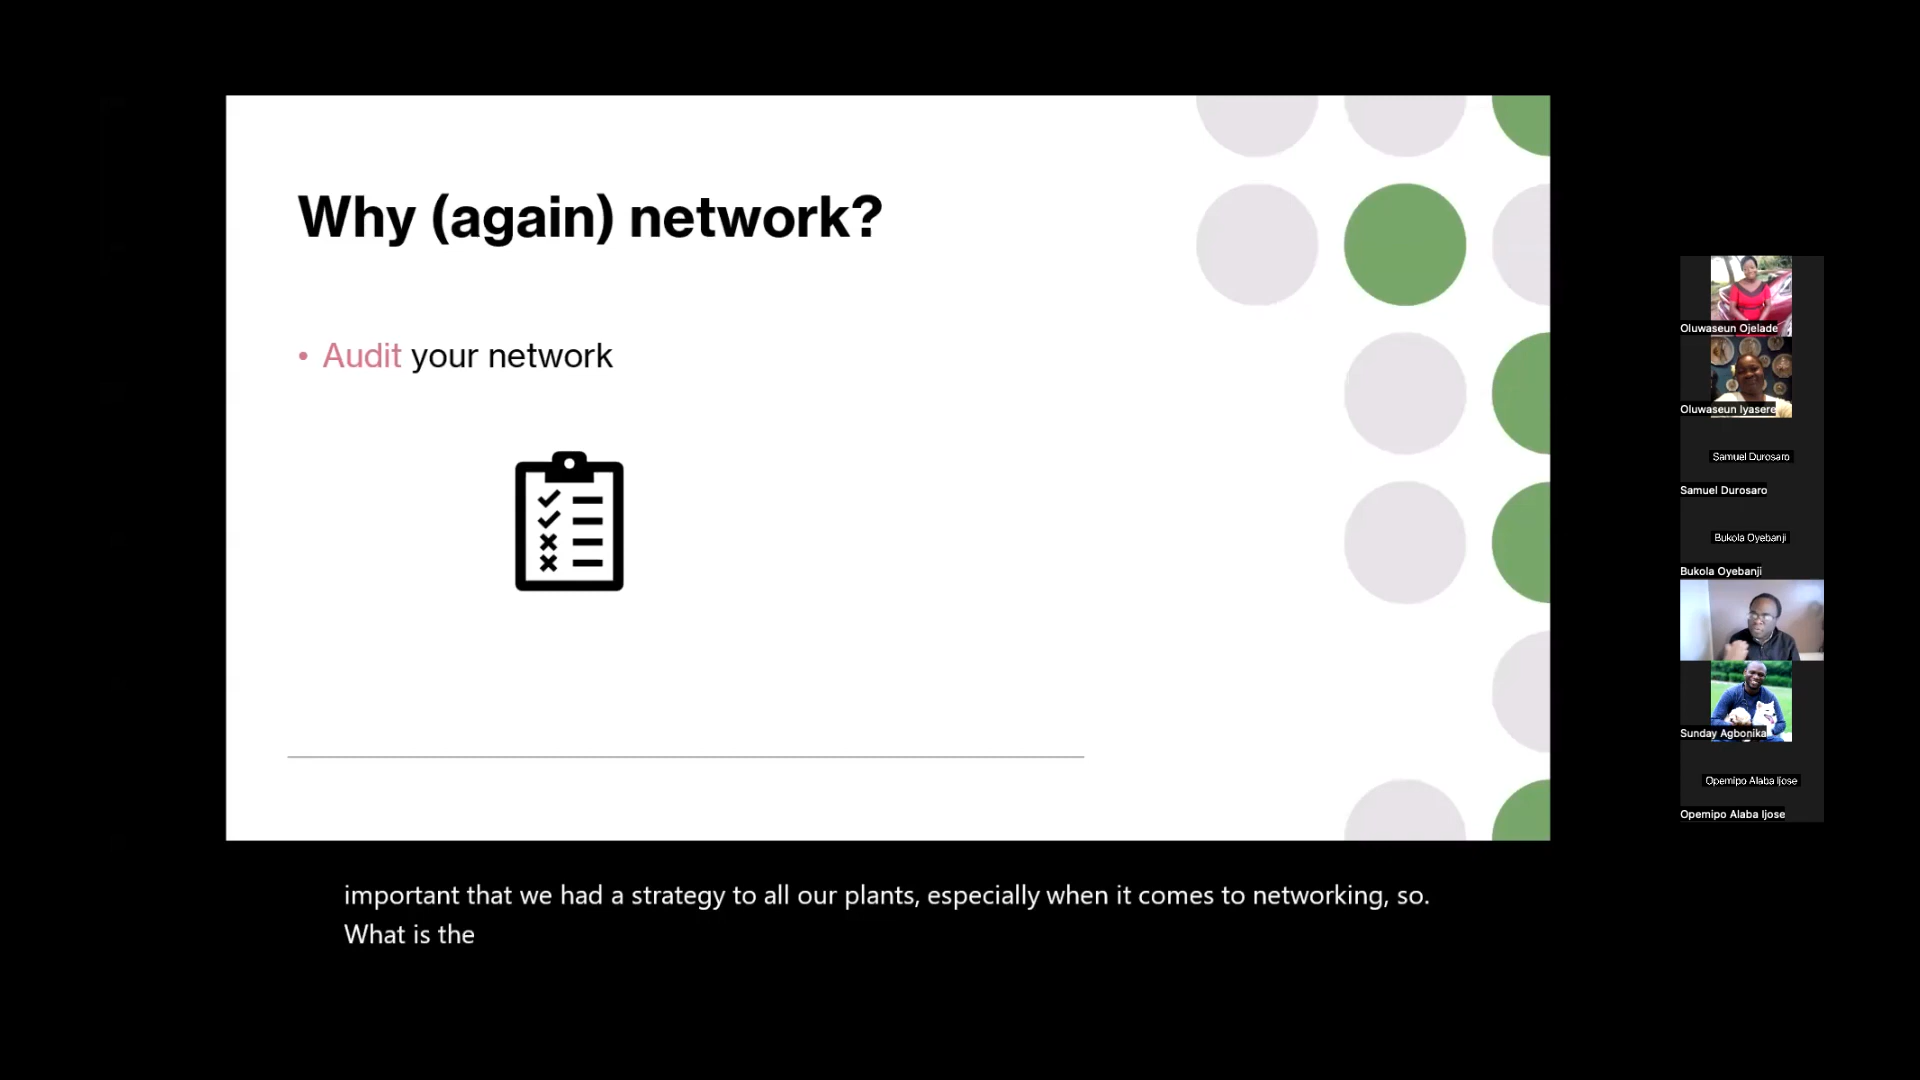 Why (again) network?
• Audit your network
Oluwaseun Ojelade
Oluwaseun Iyasere
Samuel Durosaro
Samuel Durosaro
Bukola Oyebanji
Bukola Oyebanji
Sunday Agbonika
Opemipo Alaba Ijose
Opemipo Alaba Ijose
important that we had a strategy to all our plants, especially when it comes to networking, so.
What is the